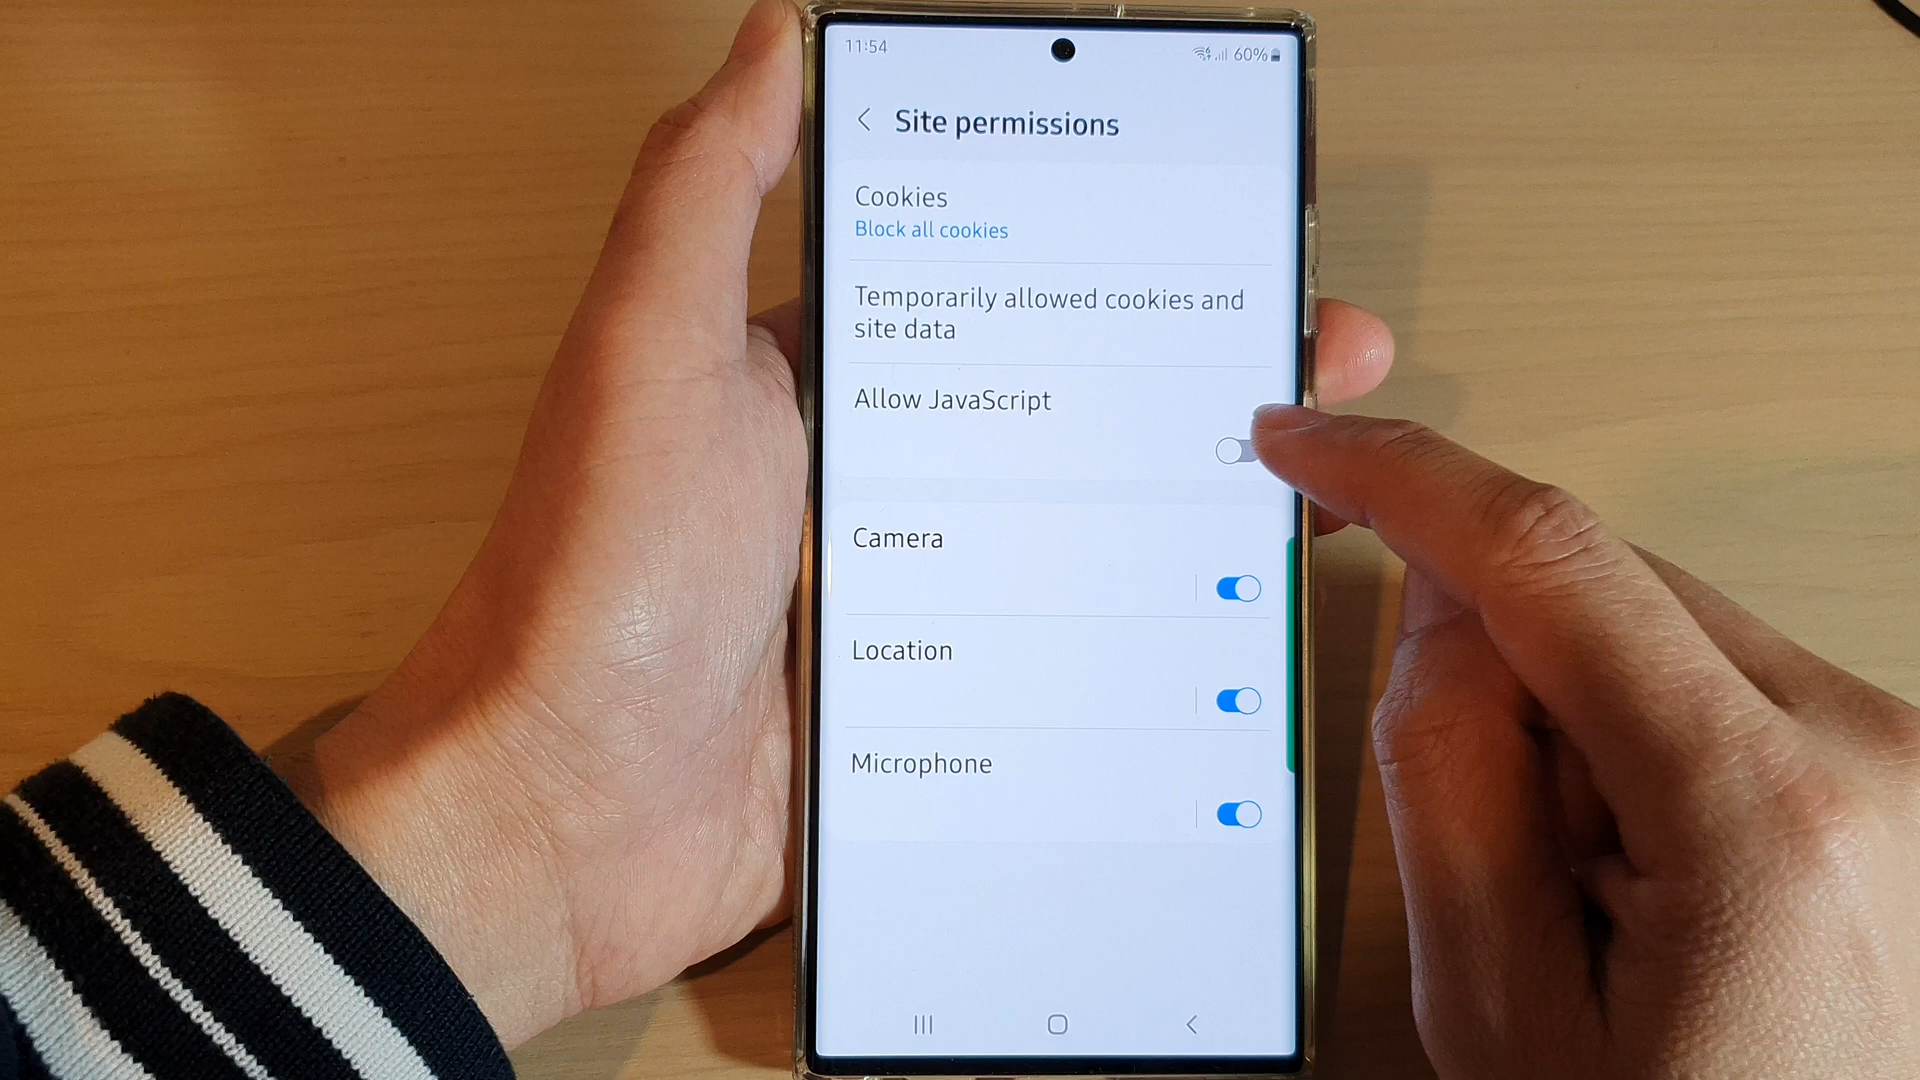 11:54
60%
Site permissions
Cookies
Block all cookies
Temporarily allowed cookies and
site data
Allow JavaScript
Camera
Location
Microphone